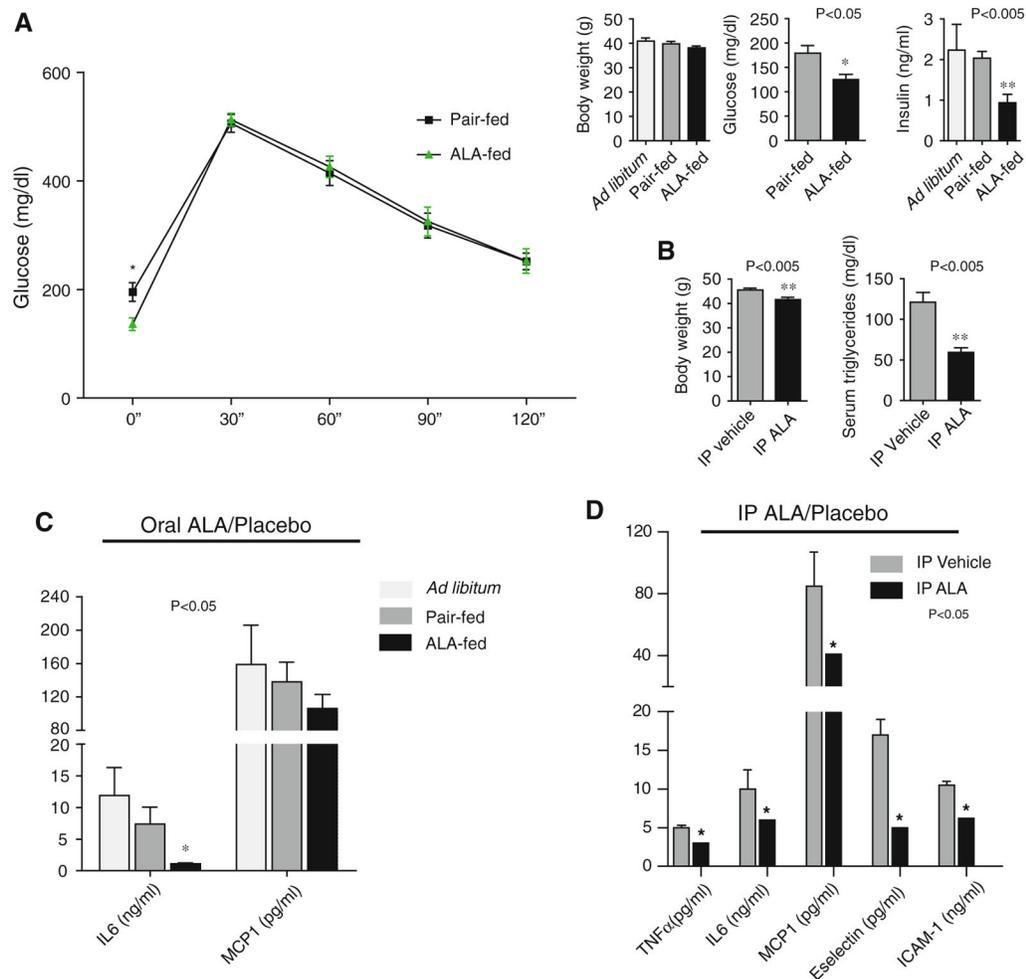 A
Glucose (mg/dl)
600
400
200
0
*
0”
30”
60”
90”
120”
Pair-fed
ALA-fed
Body weight (g)
50
40
30
20
10
0
Ad libitum
Pair-fed
ALA-fed
P<0.05
Glucose (mg/dl)
250
200
150
100
50
0
*
Pair-fed
ALA-fed
P<0.005
Insulin (ng/ml)
3
2
1
0
**
Ad libitum
Pair-fed
ALA-fed
B
P<0.005
Body weight (g)
50
40
30
20
10
0
**
IP vehicle
IP ALA
P<0.005
Serum triglycerides (mg/dl)
150
100
50
0
**
IP Vehicle
IP ALA
C
Oral ALA/Placebo
P<0.05
240
200
160
120
80
20
15
10
5
0
*
Ad libitum
Pair-fed
ALA-fed
IL6 (ng/ml)
MCP1 (pg/ml)
D
IP ALA/Placebo
120
80
40
20
15
10
5
0
IP Vehicle
IP ALA
P<0.05
*
*
*
*
*
TNFα(pg/ml)
IL6 (ng/ml)
MCP1 (pg/ml)
Eselectin (pg/ml)
ICAM-1 (ng/ml)